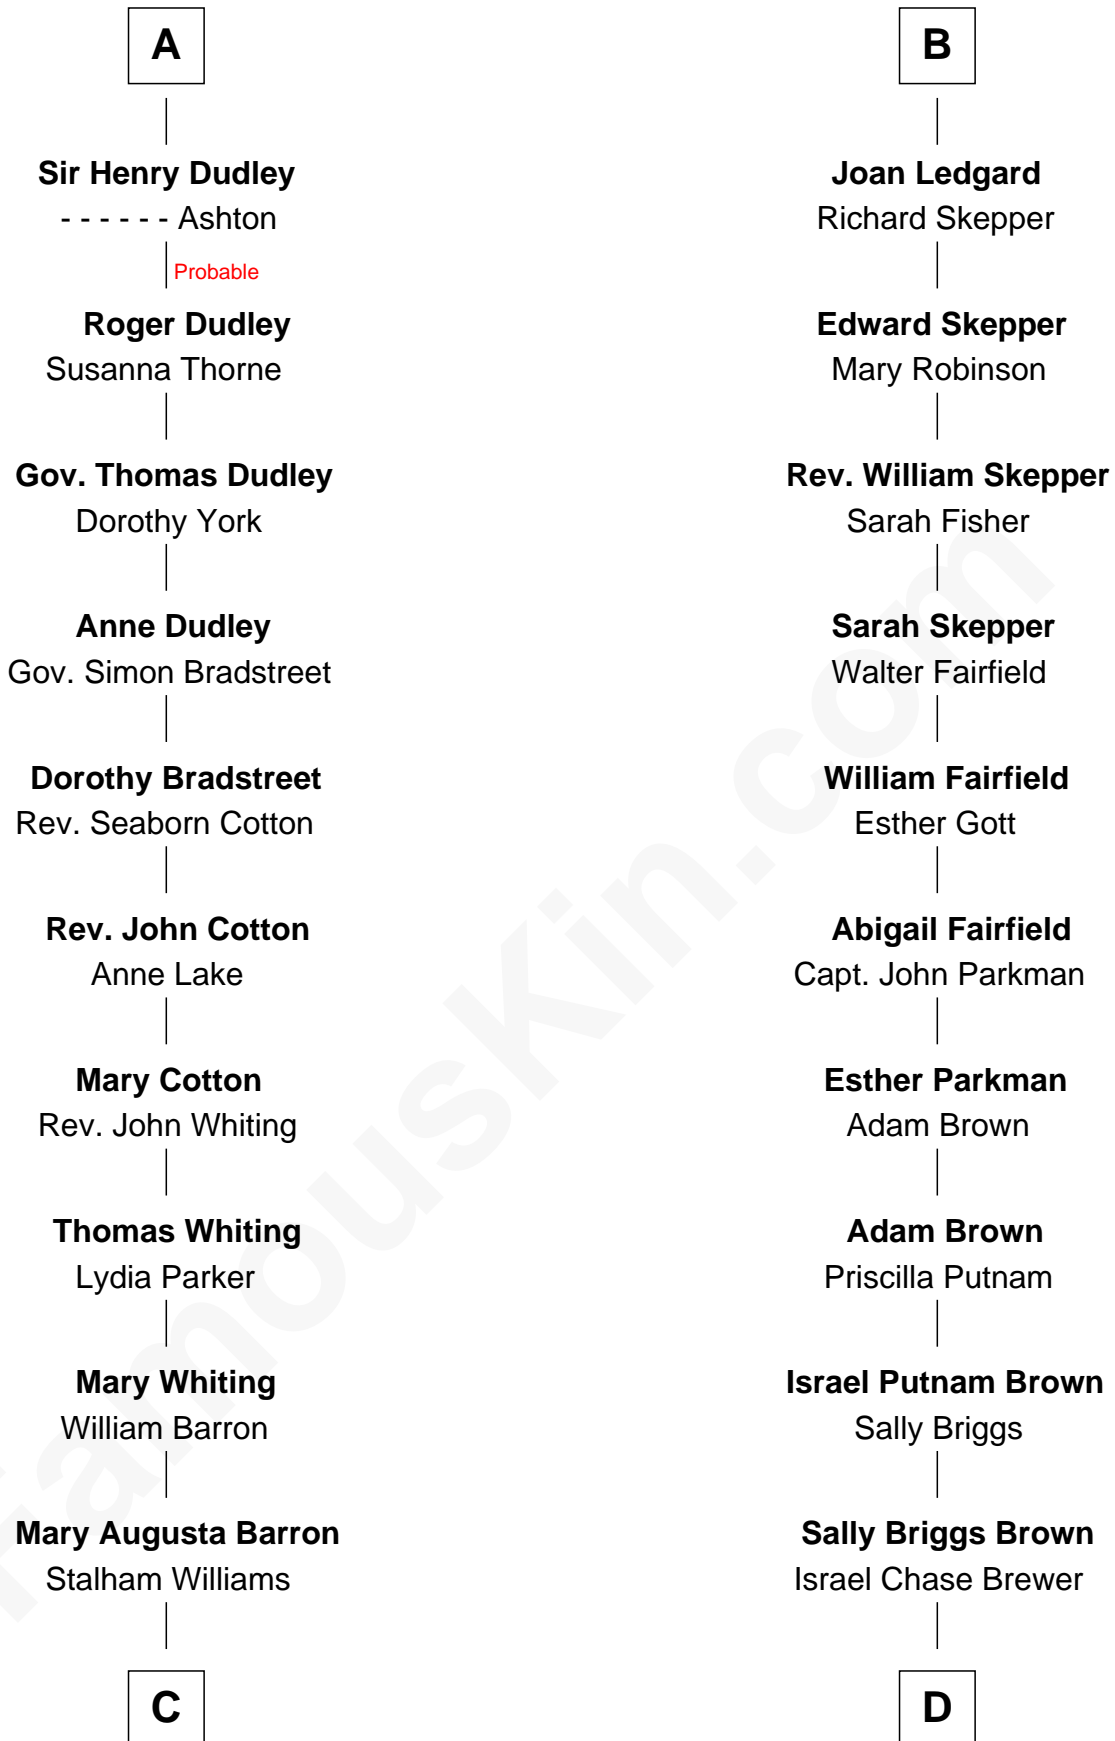 A
Sir Henry Dudley
- - - - - - Ashton
Probable
Roger Dudley
Susanna Thorne
Gov. Thomas Dudley
Dorothy York
Anne Dudley
Gov. Simon Bradstreet
Dorothy Bradstreet
Rev. Seaborn Cotton
Rev. John Cotton
Anne Lake
Mary Cotton
Rev. John Whiting
Thomas Whiting
Lydia Parker
Mary Whiting
William Barron
Mary Augusta Barron
Stalham Williams
C
B
Joan Ledgard
Richard Skepper
Edward Skepper
Mary Robinson
Rev. William Skepper
Sarah Fisher
Sarah Skepper
Walter Fairfield
William Fairfield
Esther Gott
Abigail Fairfield
Capt. John Parkman
Esther Parkman
Adam Brown
Adam Brown
Priscilla Putnam
Israel Putnam Brown
Sally Briggs
Sally Briggs Brown
Israel Chase Brewer
D
FamousKin.com